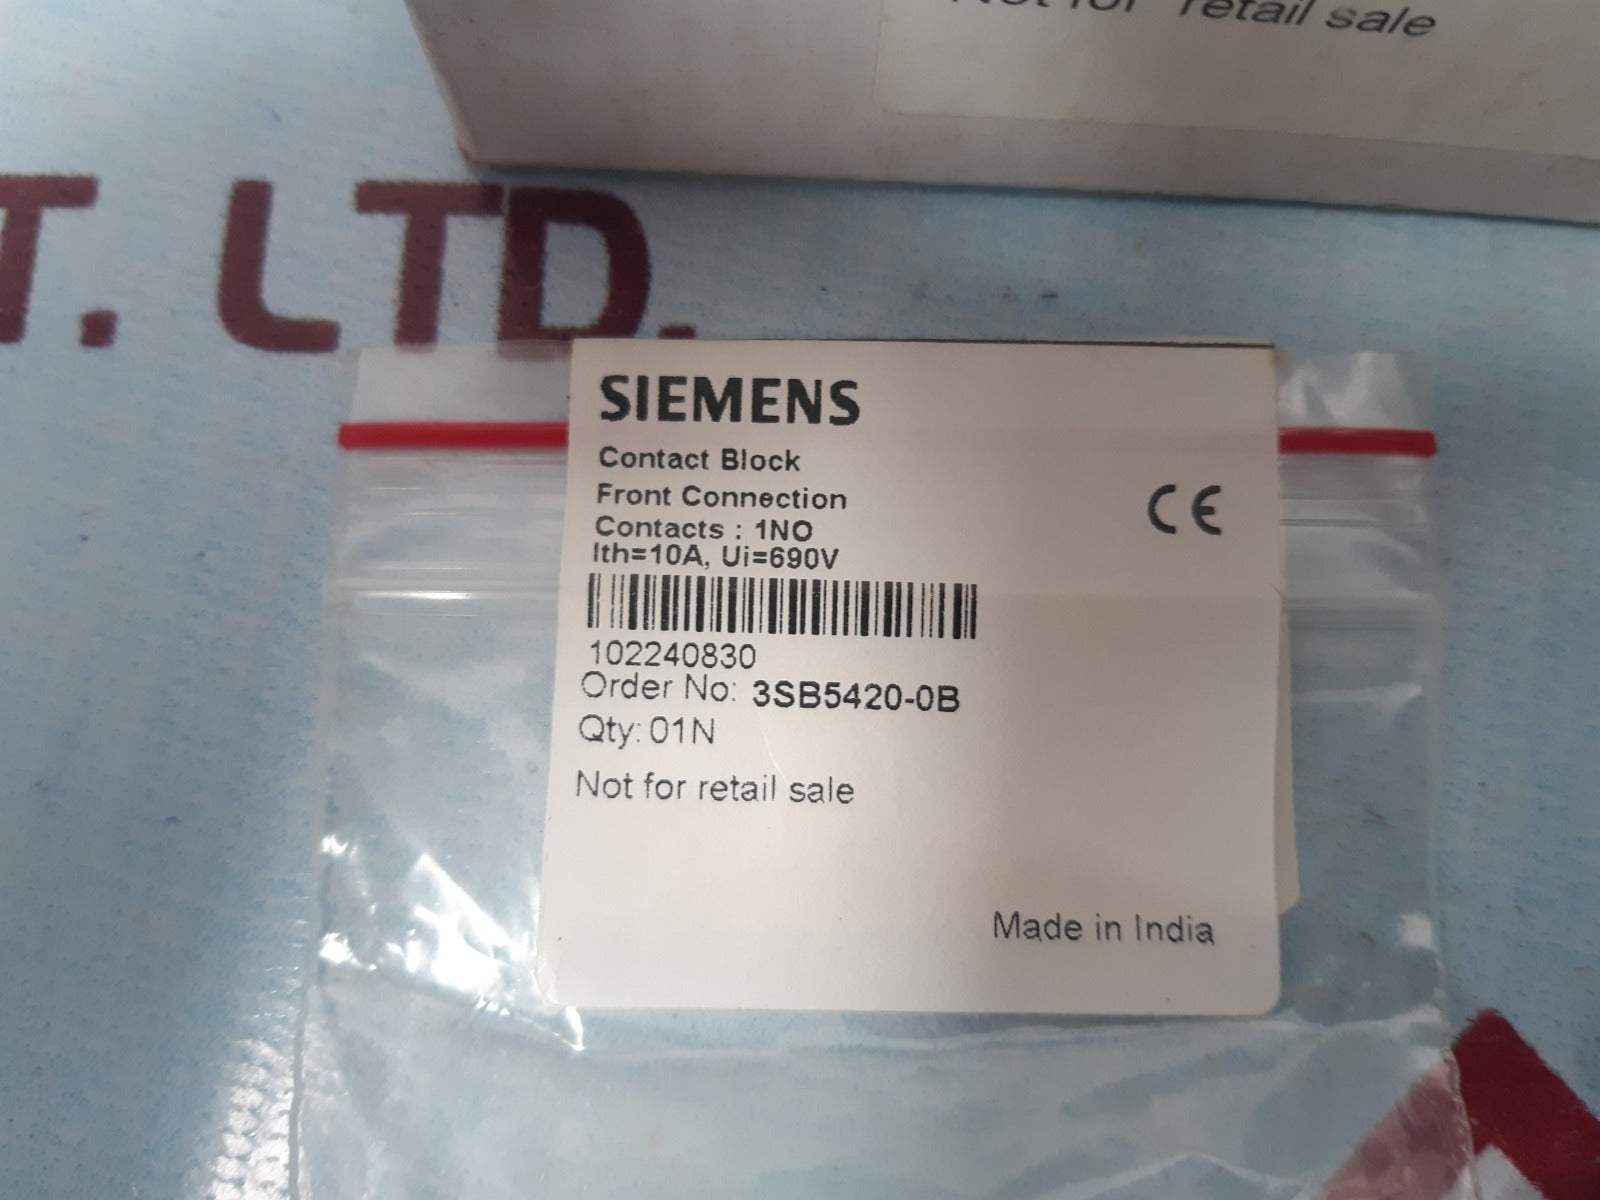 Not for retail sale
T. LTD.
SIEMENS
Contact Block
Front Connection
Contacts : 1NO
Ith=10A, Ui=690V
CE
102240830
Order No: 3SB5420-0B
Qty: 01N
Not for retail sale
Made in India